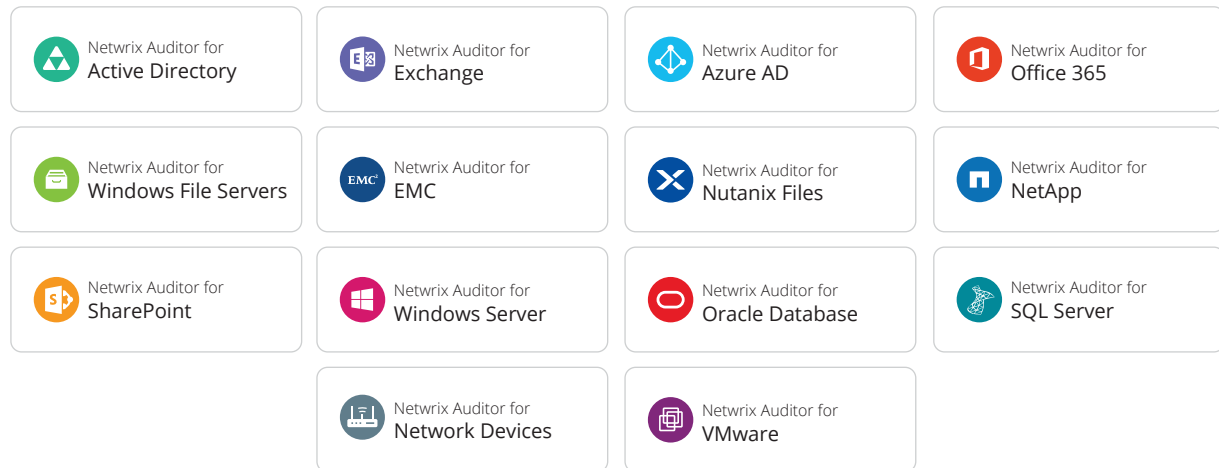 Netwrix Auditor for
Active Directory
Netwrix Auditor for
Exchange
Netwrix Auditor for
Azure AD
Netwrix Auditor for
Office 365
Netwrix Auditor for
Windows File Servers
EMC²
Netwrix Auditor for
EMC
Netwrix Auditor for
Nutanix Files
Netwrix Auditor for
NetApp
Netwrix Auditor for
SharePoint
Netwrix Auditor for
Windows Server
Netwrix Auditor for
Oracle Database
Netwrix Auditor for
SQL Server
Netwrix Auditor for
Network Devices
Netwrix Auditor for
VMware